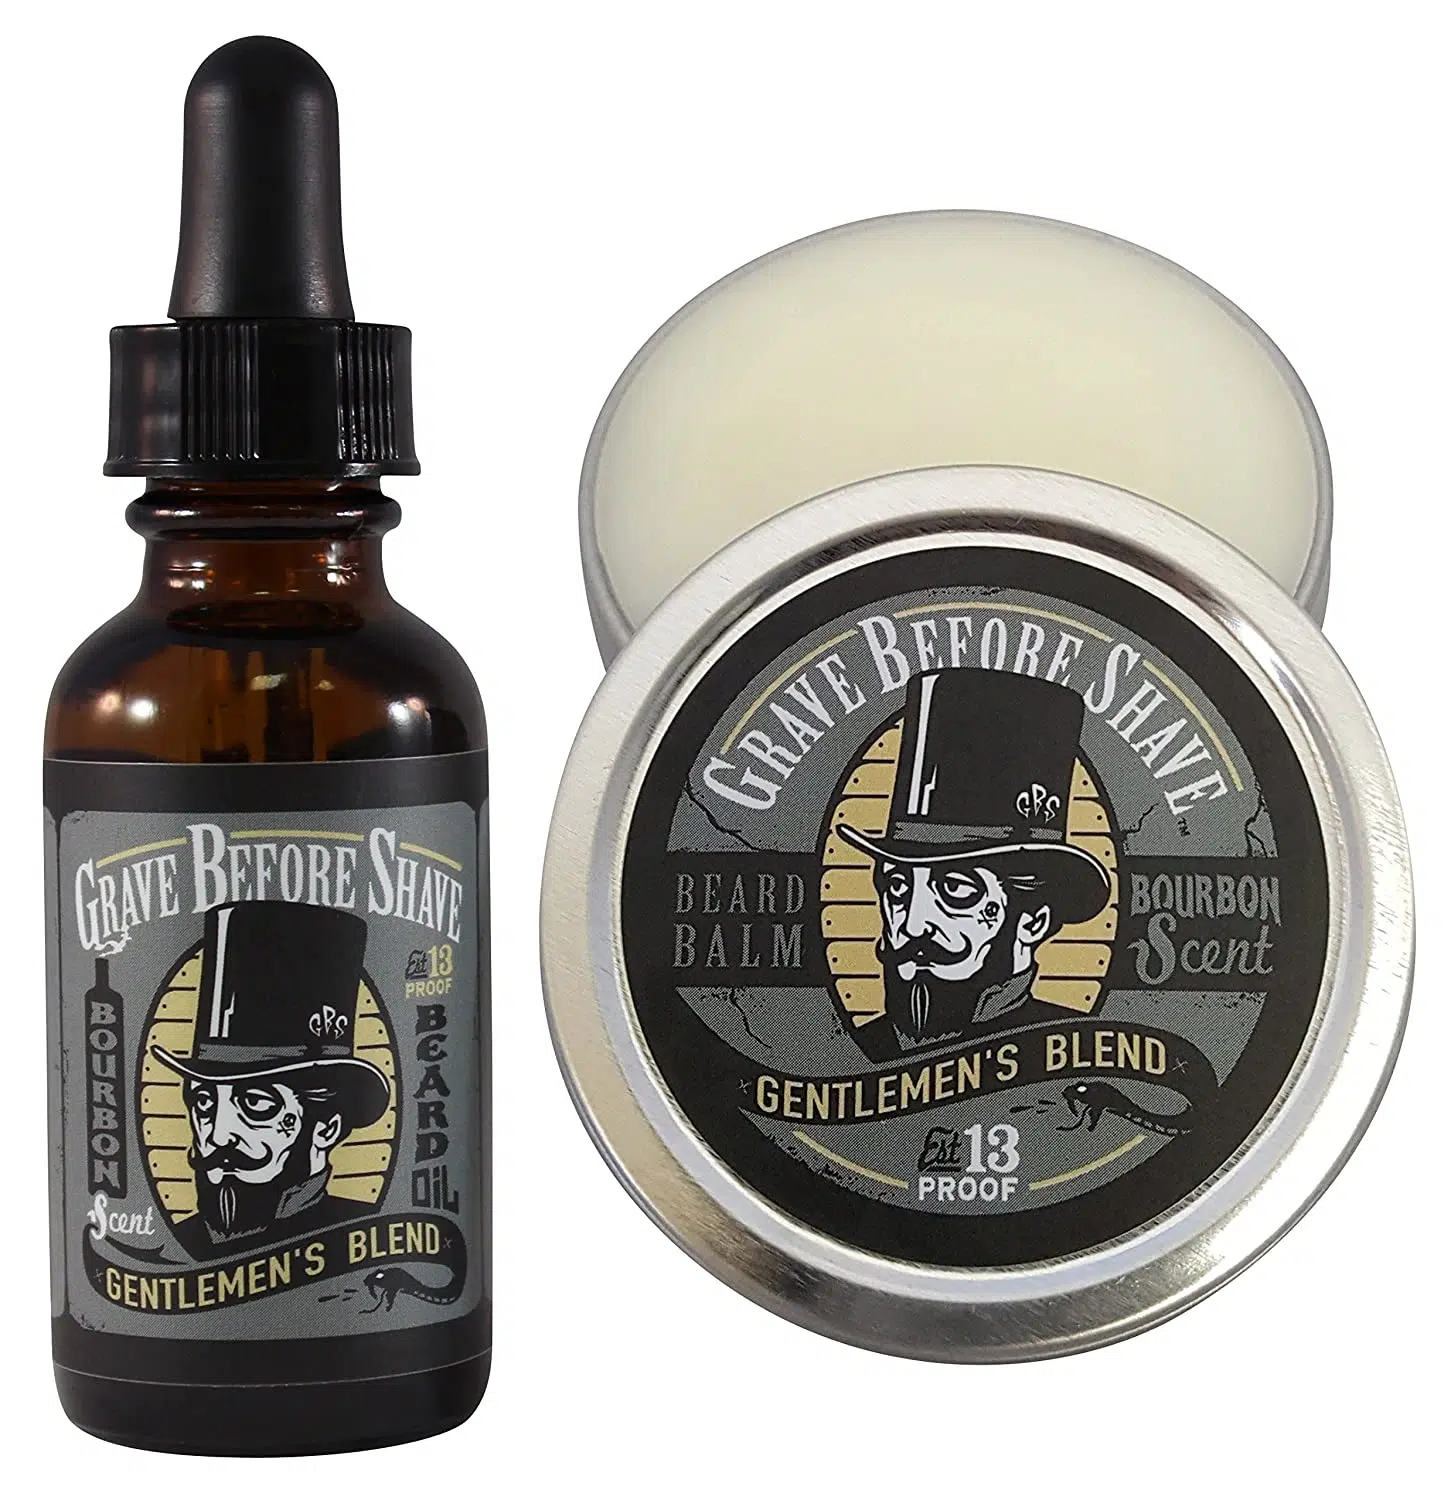 GRAVE BEFORE SHAVE
Est 13
PROOF
BOURBON
Scent
BEARD
OIL
GBS
GENTLEMEN'S BLEND
GRAVE BEFORE SHAVE™
GBS
BEARD
BALM
BOURBON
Scent
GENTLEMEN'S BLEND
Est 13
PROOF